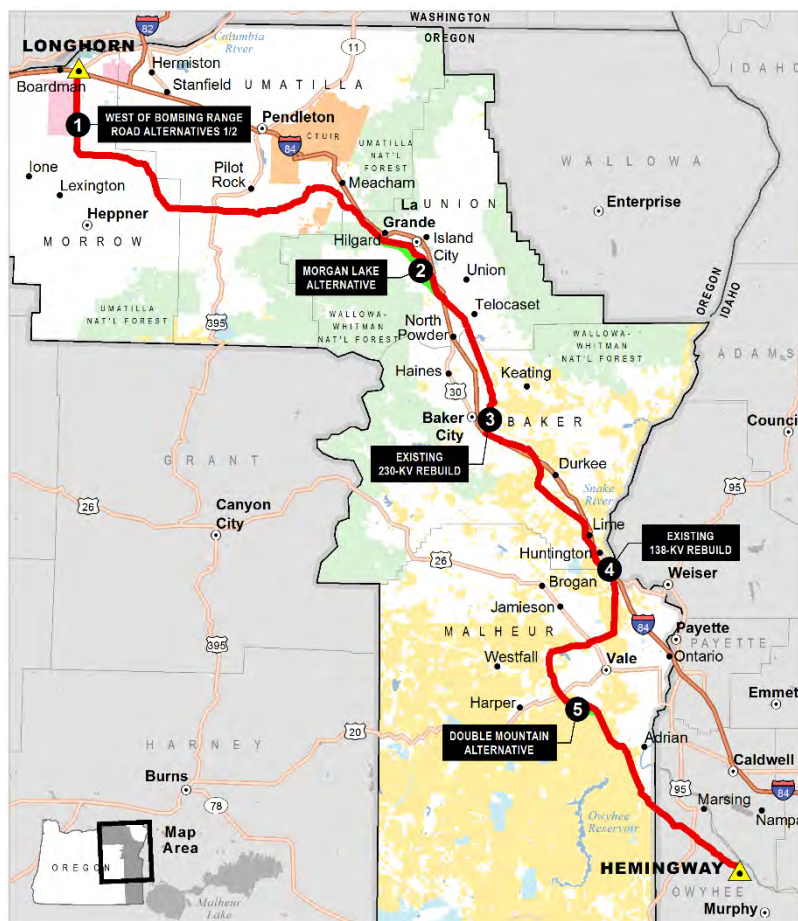 WASHINGTON
OREGON
82
Columbia
River
11
LONGHORN
Hermiston
Boardman
Stanfield
UMATILLA
IDAHO
1
WEST OF BOMBING RANGE
ROAD ALTERNATIVES 1/2
Pendleton
CTUIR
84
UMATILLA
NAT'L FOREST
WALLOWA
Ione
Lexington
Pilot
Rock
Meacham
Enterprise
Heppner
MORROW
La
Grande
UNION
Hilgard
Island
City
MORGAN LAKE
ALTERNATIVE
2
Union
Telocaset
OREGON
IDAHO
UMATILLA
NAT'L FOREST
395
WALLOWA-
WHITMAN
NAT'L FOREST
North
Powder
WALLOWA-
WHITMAN
NAT'L FOREST
ADAMS
Haines
30
Keating
Baker
City
3
BAKER
Council
EXISTING
230-KV REBUILD
GRANT
Durkee
Snake
River
95
26
Canyon
City
Lime
Huntington
EXISTING
138-KV REBUILD
4
26
Brogan
Weiser
Jamieson
84
Payette
PAYETTE
395
MALHEUR
Westfall
Vale
Ontario
Harper
5
Emmet
DOUBLE MOUNTAIN
ALTERNATIVE
20
HARNEY
Adrian
Caldwell
95
84
Burns
78
Marsing
Nampa
Owyhee
Reservoir
Map
Area
OREGON
HEMINGWAY
OWYHEE
Malheur
Lake
Murphy